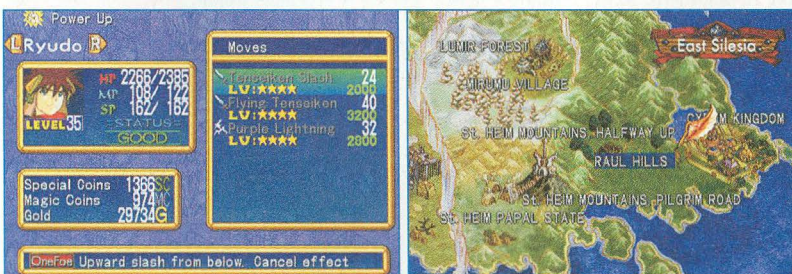 Power Up
L Ryudo R
HP 2266/2385
MP 108/122
SP 162/162
LEVEL 35
-STATUS-
GOOD
Special Coins 1366SC
Magic Coins 974MC
Gold 29734G
Moves
Tenseiken Slash 24
LV:★★★★ 2000
Flying Tenseiken 40
LV:★★★★ 3200
Purple Lightning 32
LV:★★★★ 2800
OneFoe Upward slash from below. Cancel effect
East Silesia
LUMIR FOREST
MIRUMU VILLAGE
St. HEIM MOUNTAINS, HALFWAY UP
KINGDOM
RAUL HILLS
St. HEIM MOUNTAINS, PILGRIM ROAD
St. HEIM PAPAL STATE